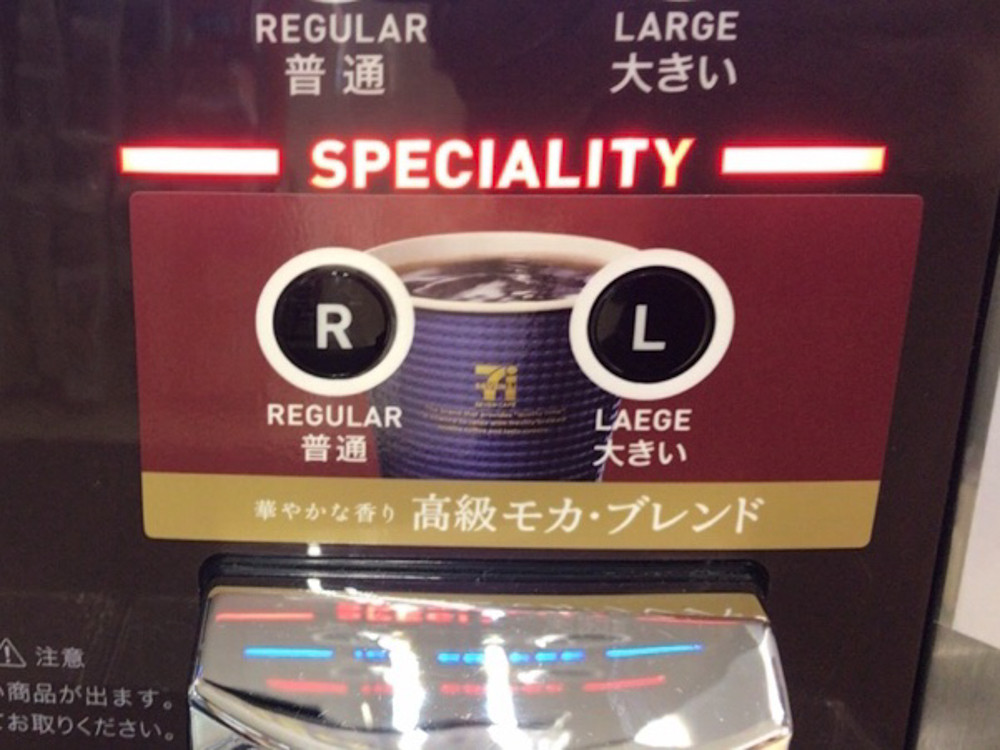 REGULAR
普通
LARGE
大きい
SPECIALITY
R
REGULAR
普通
L
LAEGE
大きい
華やかな香り 高級モカ・ブレンド
注意
商品が出ます。
お取りください。